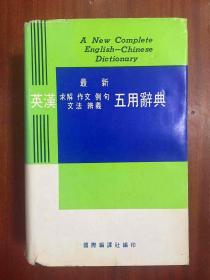 A New Complete
English-Chinese
Dictionary
最新
英漢 求解 作文 例句 文法 辨義 五用辭典
國際編譯社編印